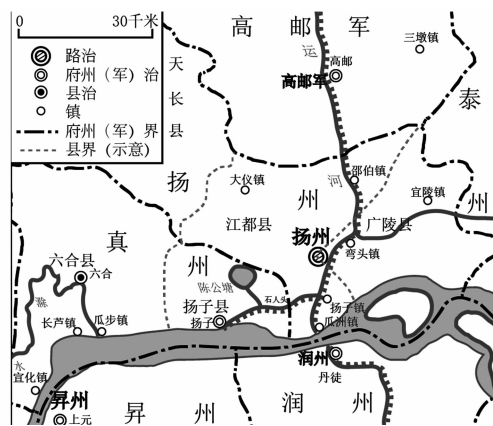 0 30千米
路治
府州（军）治
县治
镇
府州（军）界
县界（示意）
高邮军
三墩镇
运
高邮
高邮军
天长县
泰
扬
大仪镇
邵伯镇
河
宜陵镇
州
州
江都县
广陵县
真
扬州
弯头镇
六合县
六合
州
陈公塘
石人头
滁
扬子县
扬子镇
扬子
长芦镇
瓜步镇
瓜洲镇
水
润州
宣化镇
丹徒
昇州
上元
昇州
润州